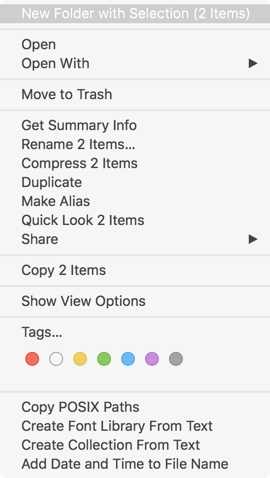 New Folder with Selection (2 Items)
Open
Open With
Move to Trash
Get Summary Info
Rename 2 Items...
Compress 2 Items
Duplicate
Make Alias
Quick Look 2 Items
Share
Copy 2 Items
Show View Options
Tags...
Copy POSIX Paths
Create Font Library From Text
Create Collection From Text
Add Date and Time to File Name